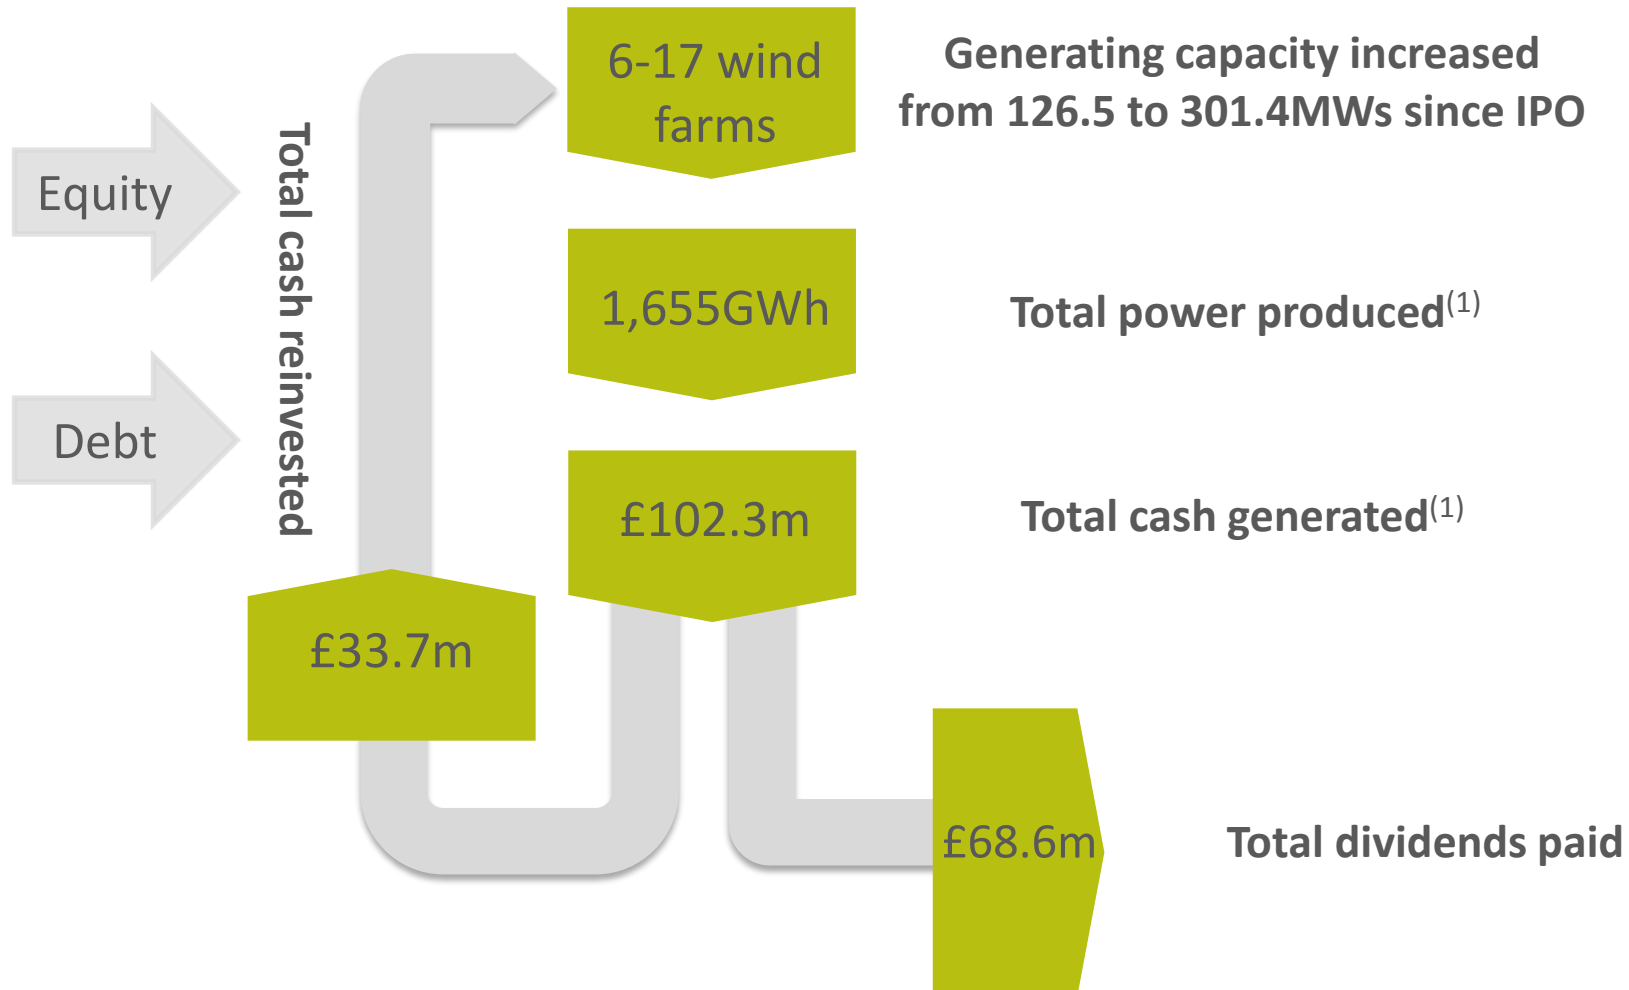 6-17 wind
farms
Generating capacity increased
from 126.5 to 301.4MWs since IPO
Equity
Total cash reinvested
1,655GWh
Total power produced(1)
Debt
£102.3m
Total cash generated(1)
£33.7m
£68.6m
Total dividends paid